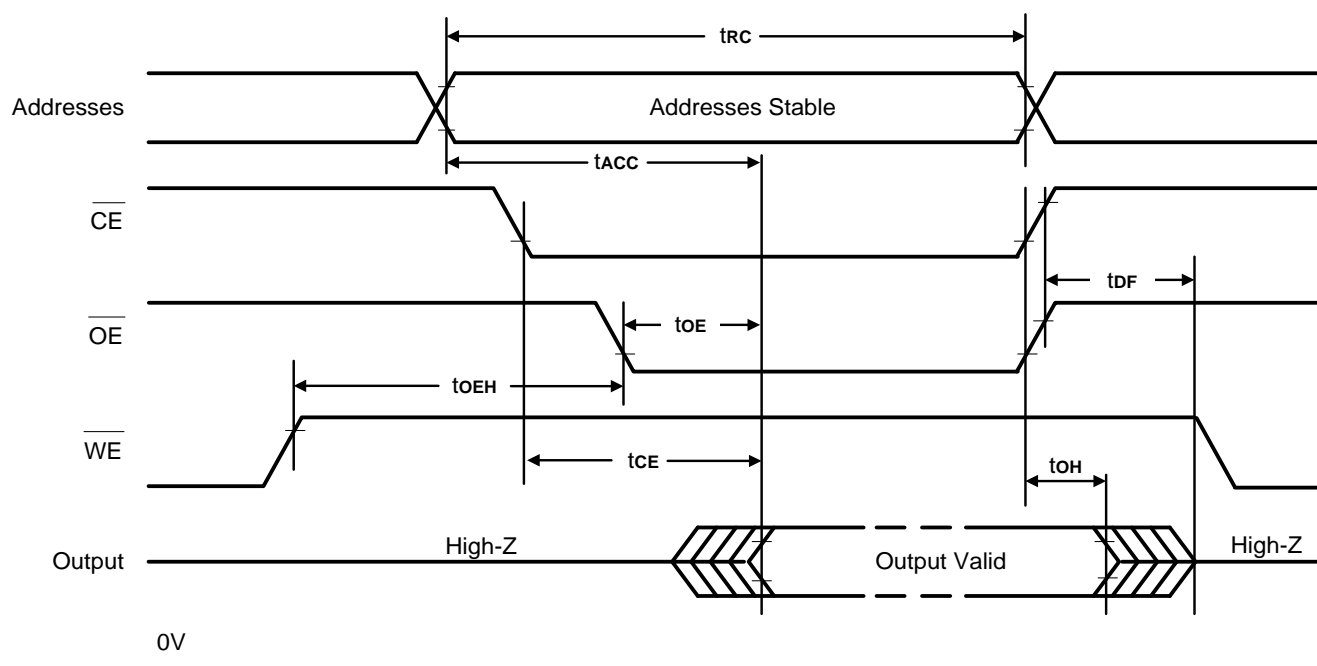 tRC
Addresses
Addresses Stable
tACC
CE
tDF
OE
tOE
tOEH
WE
tCE
tOH
Output
High-Z
Output Valid
High-Z
0V